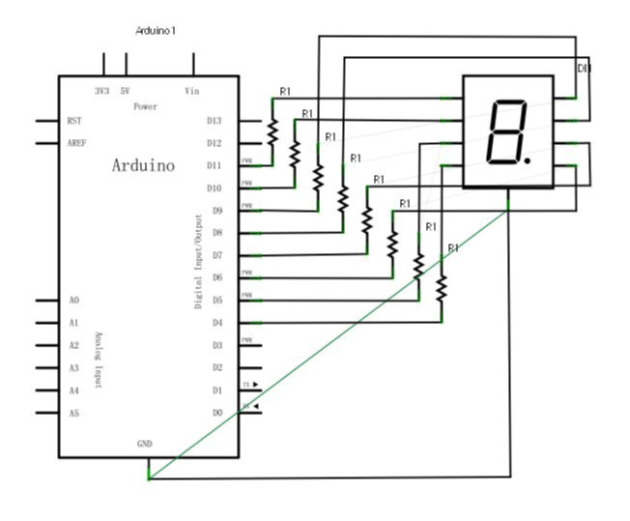 Arduino1
3V3 5V Vin
Power
RST
AREF
Arduino
D13
D12
D11
PWM
D10
PWM
D9
PWM
D8
D7
D6
PWM
D5
PWM
D4
D3
PWM
D2
D1
TX
D0
Digital Input/Output
A0
A1
A2
A3
A4
A5
Analog Input
GND
R1
R1
R1
R1
R1
R1
R1
R1
8.